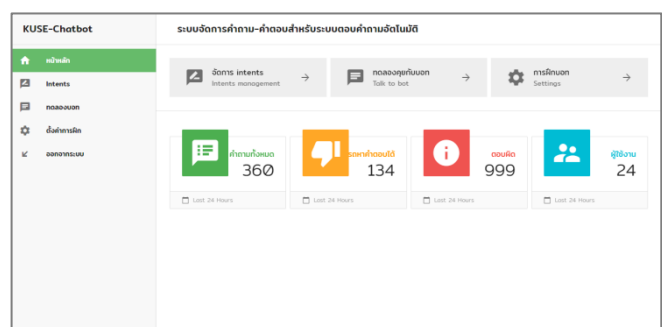 KUSE-Chatbot
ระบบจัดการคำถาม-คำตอบสำหรับระบบตอบคำถามอัตโนมัติ
หน้าหลัก
Intents
ทดลองบอท
ตั้งค่าการฝึก
ออกจากระบบ
จัดการ intents
Intents management
ทดลองคุยกับบอท
Talk to bot
การฝึกบอท
Settings
คำถามทั้งหมด
360
Last 24 Hours
รถหาคำตอบได้
134
Last 24 Hours
ตอบผิด
999
Last 24 Hours
ผู้ใช้งาน
24
Last 24 Hours